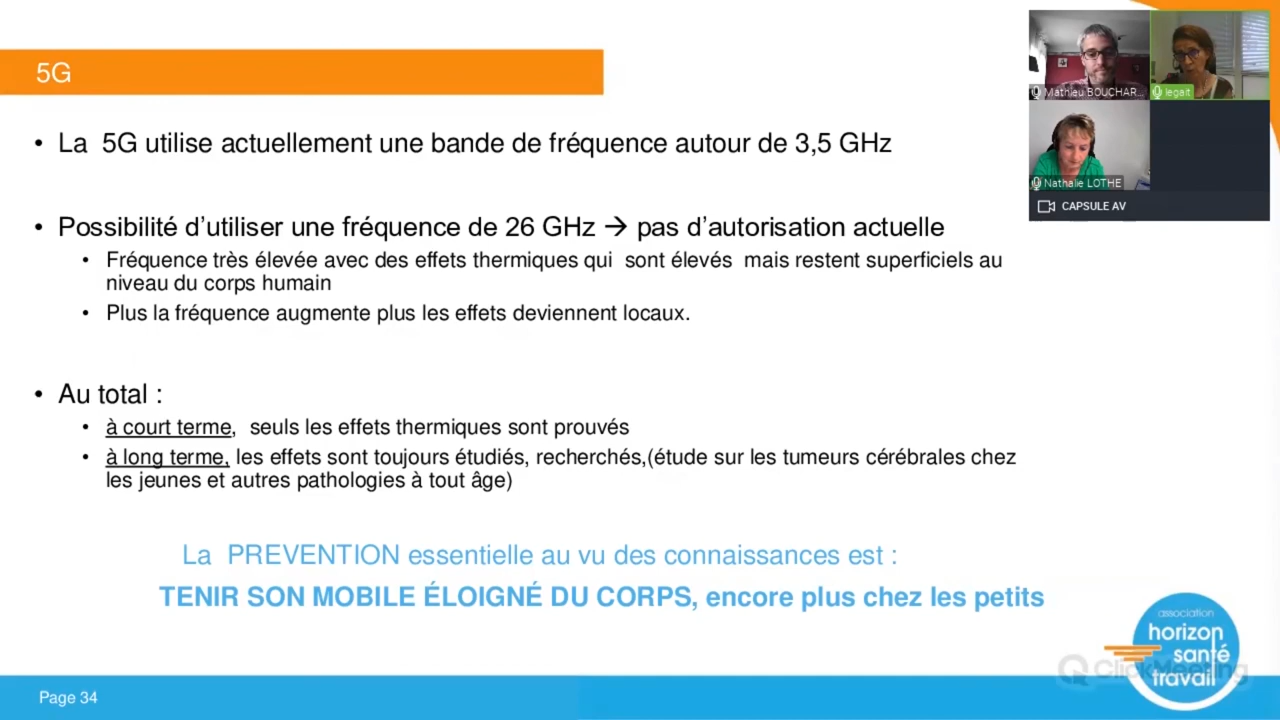 5G
• La 5G utilise actuellement une bande de fréquence autour de 3,5 GHz
• Possibilité d’utiliser une fréquence de 26 GHz → pas d’autorisation actuelle
• Fréquence très élevée avec des effets thermiques qui sont élevés mais restent superficiels au
niveau du corps humain
• Plus la fréquence augmente plus les effets deviennent locaux.
• Au total :
• à court terme, seuls les effets thermiques sont prouvés
• à long terme, les effets sont toujours étudiés, recherchés,(étude sur les tumeurs cérébrales chez
les jeunes et autres pathologies à tout âge)
La PREVENTION essentielle au vu des connaissances est :
TENIR SON MOBILE ÉLOIGNÉ DU CORPS, encore plus chez les petits
Page 34
Mathieu BOUCHAR...
legait
Nathalie LOTHE
CAPSULE AV
association
horizon
santé
travail
ClickMeeting